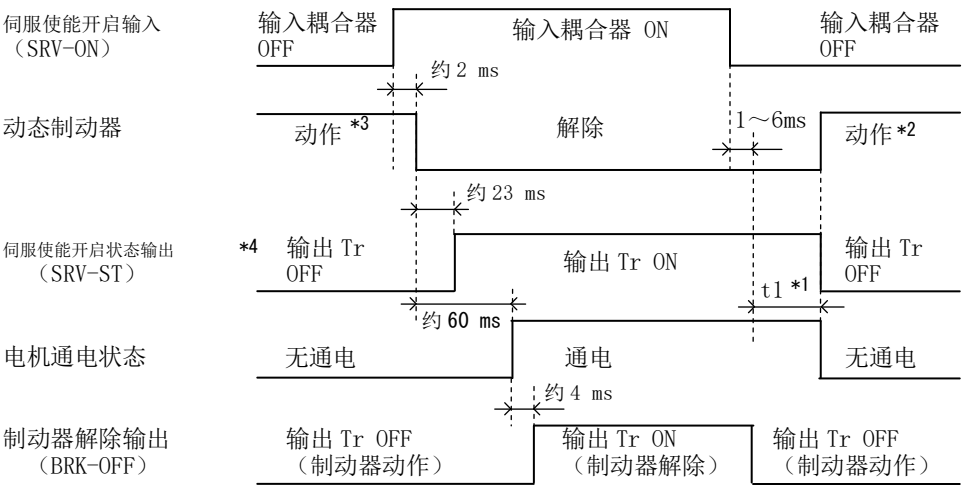 伺服使能开启输入
（SRV-ON）
输入耦合器
OFF
输入耦合器 ON
输入耦合器
OFF
约 2 ms
动态制动器
动作 *3
解除
1～6ms
动作 *2
约 23 ms
伺服使能开启状态输出
（SRV-ST）
*4
输出 Tr
OFF
输出 Tr ON
输出 Tr
OFF
t1 *1
约 60 ms
电机通电状态
无通电
通电
无通电
约 4 ms
制动器解除输出
（BRK-OFF）
输出 Tr OFF
（制动器动作）
输出 Tr ON
（制动器解除）
输出 Tr OFF
（制动器动作）